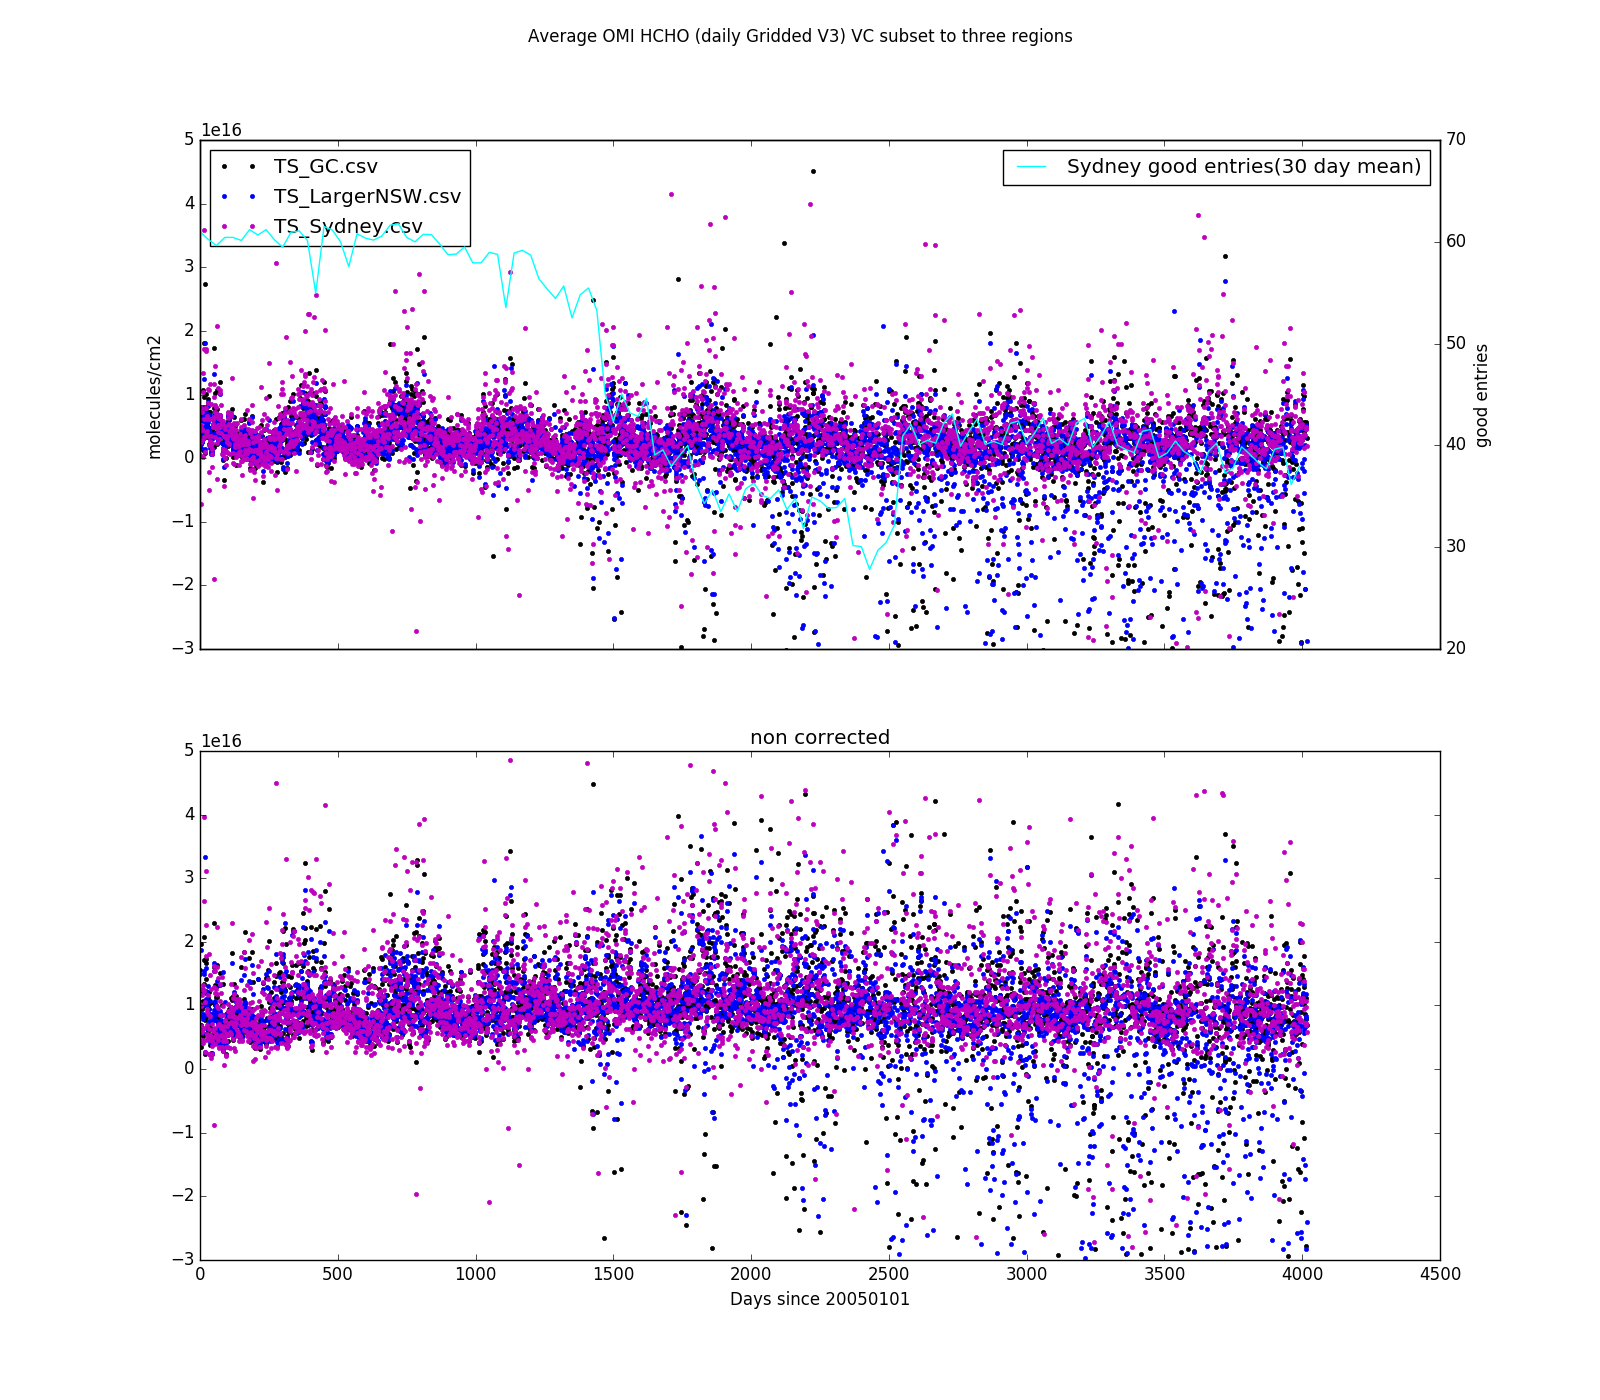 Average OMI HCHO (daily Gridded V3) VC subset to three regions
1e16
TS_GC.csv
TS_LargerNSW.csv
TS_Sydney.csv
Sydney good entries(30 day mean)
5
4
3
2
1
0
−1
−2
−3
molecules/cm2
70
60
50
40
30
20
good entries
non corrected
1e16
5
4
3
2
1
0
−1
−2
−3
0 500 1000 1500 2000 2500 3000 3500 4000 4500
Days since 20050101